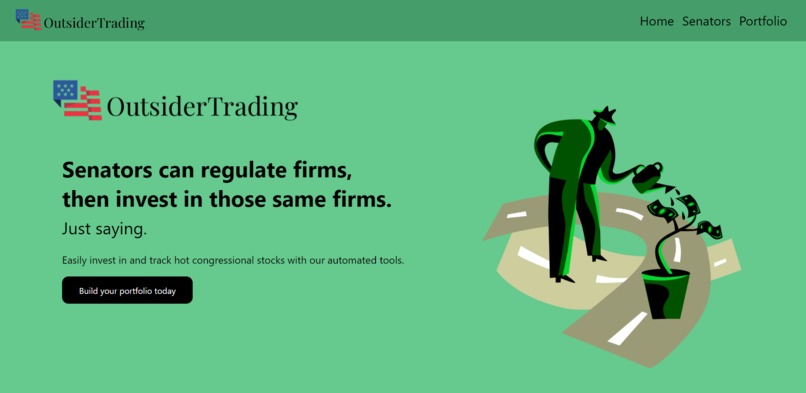 OutsiderTrading
Home Senators Portfolio
OutsiderTrading
Senators can regulate firms,
then invest in those same firms.
Just saying.
Easily invest in and track hot congressional stocks with our automated tools.
Build your portfolio today